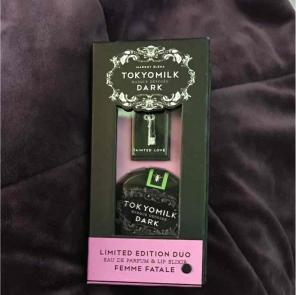 MARGOT ELENA
TOKYOMILK
DARK
TAINTED LOVE
TOKYOMILK
DARK
LIMITED EDITION DUO
EAU DE PARFUM & LIP ELIXIR
FEMME FATALE